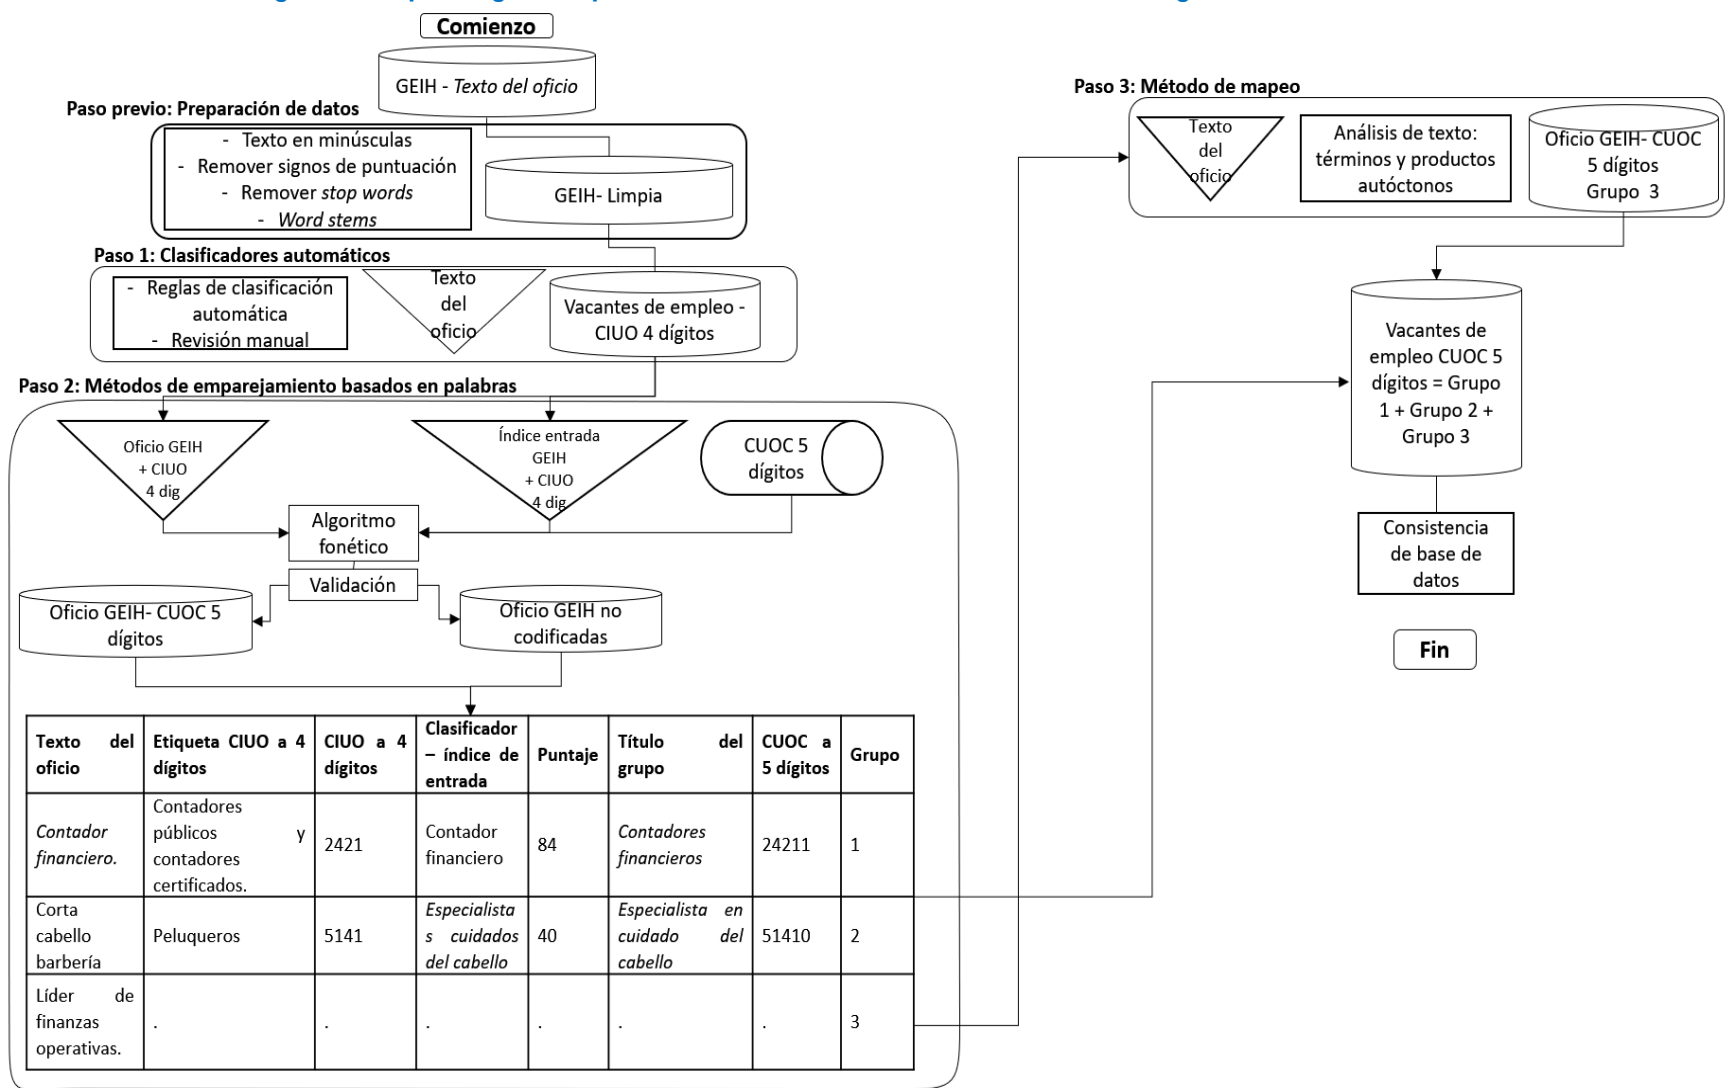 Comienzo
GEIH - Texto del oficio
Paso previo: Preparación de datos
- Texto en minúsculas
- Remover signos de puntuación
- Remover stop words
- Word stems
GEIH- Limpia
Paso 1: Clasificadores automáticos
- Reglas de clasificación
automática
- Revisión manual
Texto
del
oficio
Vacantes de empleo -
CIUO 4 dígitos
Paso 2: Métodos de emparejamiento basados en palabras
Oficio GEIH
+ CIUO
4 dig
Índice entrada
GEIH
+ CIUO
4 dig
CUOC 5
dígitos
Algoritmo
fonético
Validación
Oficio GEIH- CUOC 5
dígitos
Oficio GEIH no
codificadas
Texto del
oficio
Etiqueta CIUO a 4
dígitos
CIUO a 4
dígitos
Clasificador
– índice de
entrada
Puntaje
Título del
grupo
CUOC a
5 dígitos
Grupo
Contador
financiero.
Contadores
públicos y
contadores
certificados.
2421
Contador
financiero
84
Contadores
financieros
24211
1
Corta
cabello
barbería
Peluqueros
5141
Especialista
s cuidados
del cabello
40
Especialista en
cuidado del
cabello
51410
2
Líder de
finanzas
operativas.
.
.
.
.
.
.
3
Paso 3: Método de mapeo
Texto
del
oficio
Análisis de texto:
términos y productos
autóctonos
Oficio GEIH- CUOC
5 dígitos
Grupo 3
Vacantes de
empleo CUOC 5
dígitos = Grupo
1 + Grupo 2 +
Grupo 3
Consistencia
de base de
datos
Fin